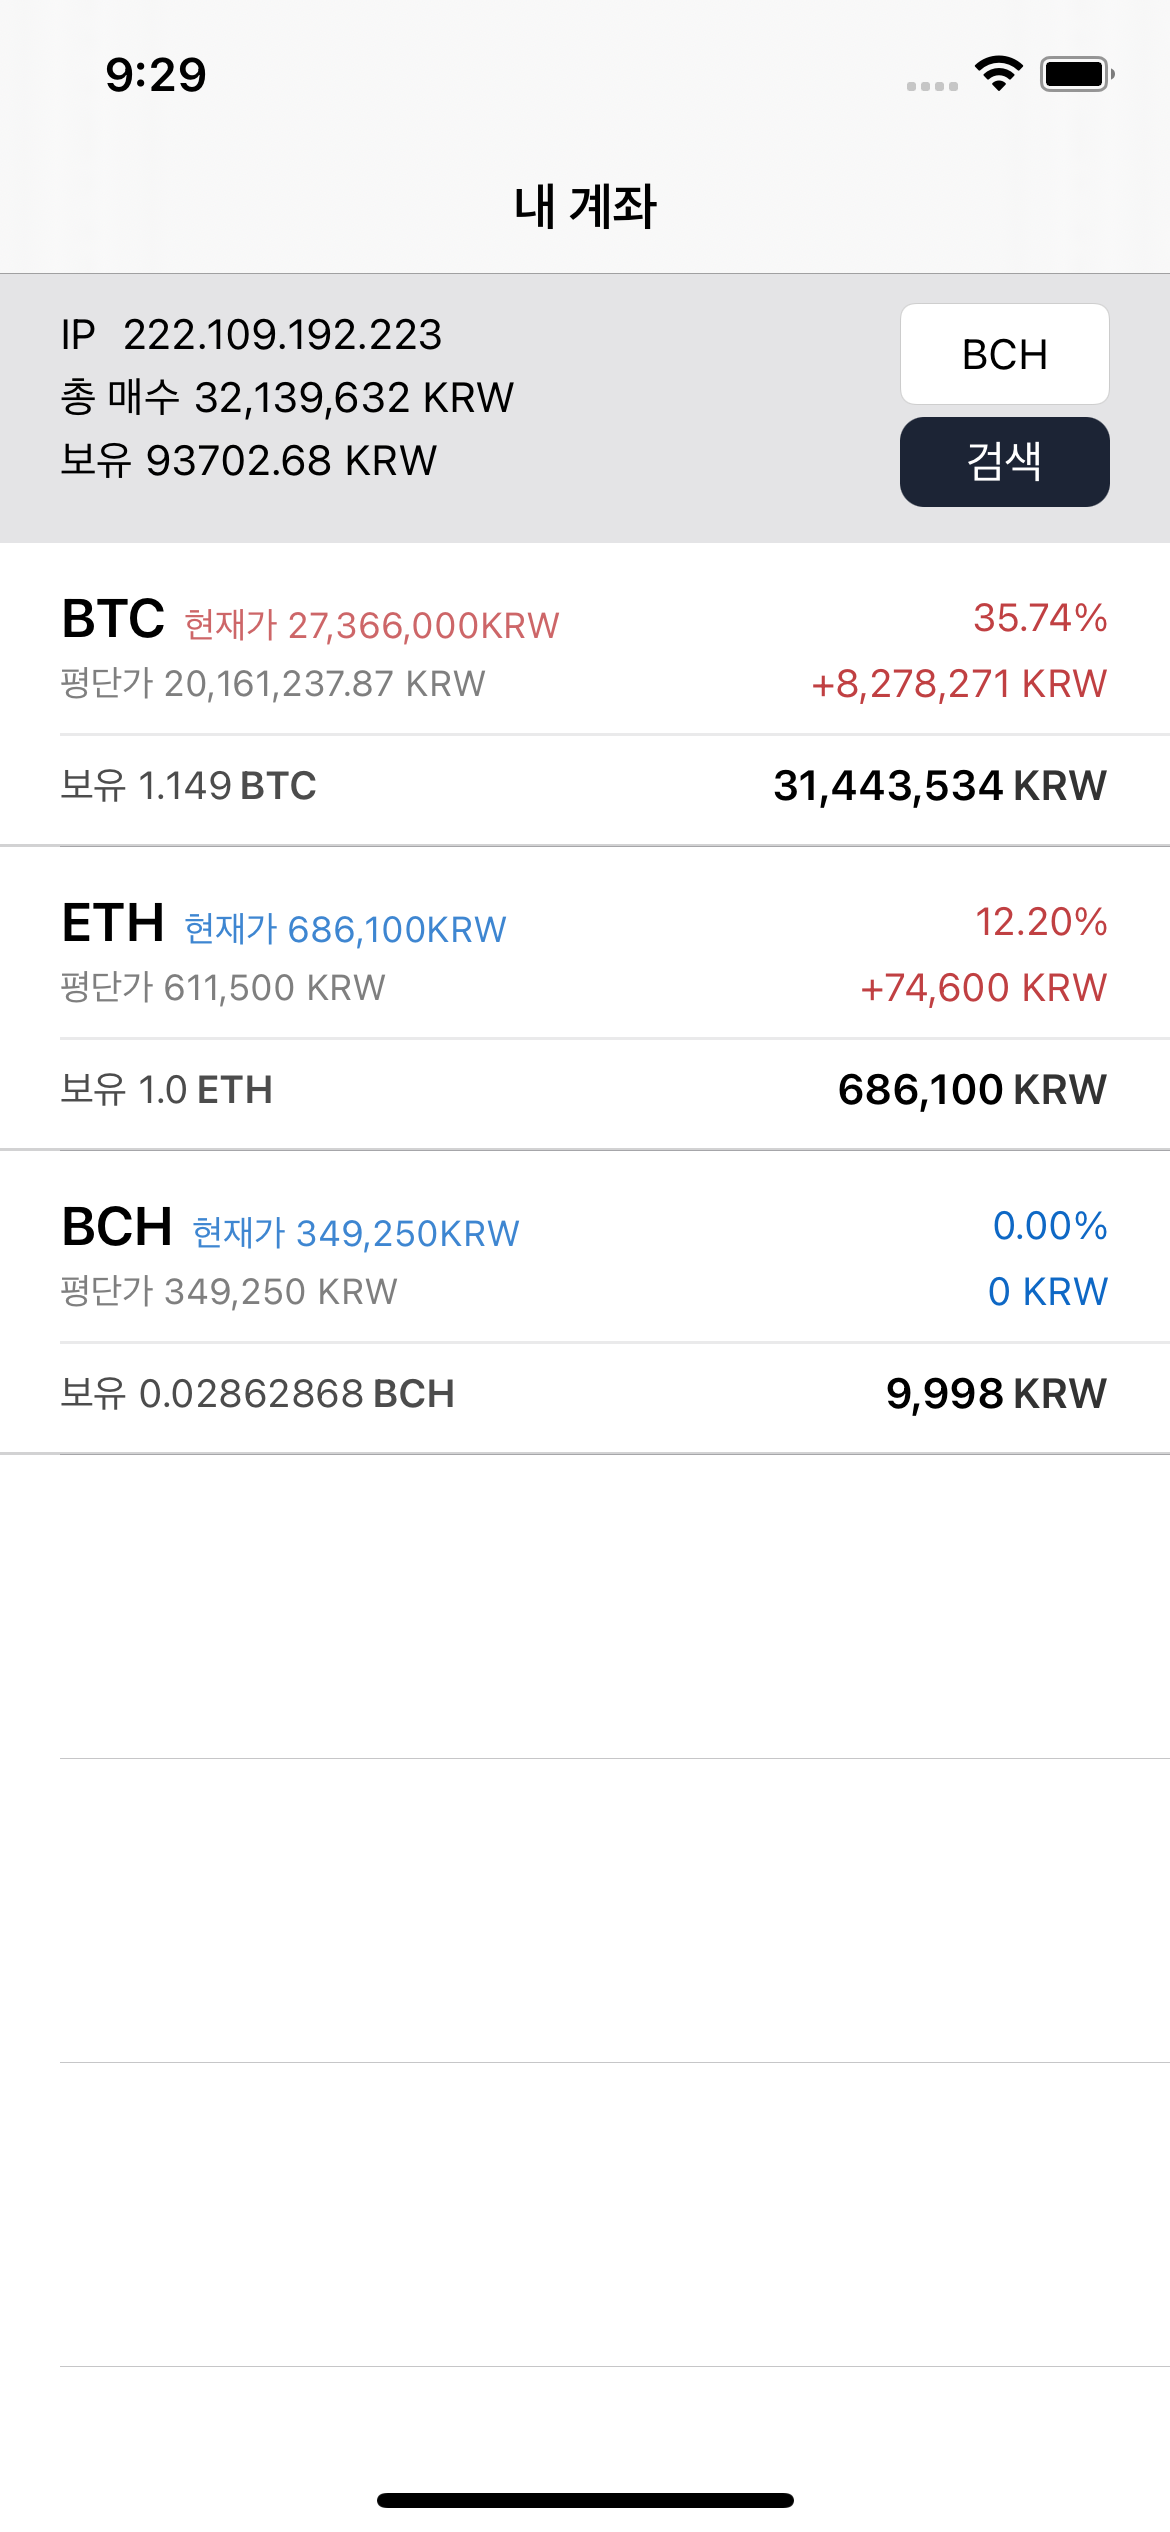 9:29
내 계좌
IP 222.109.192.223
총 매수 32,139,632 KRW
보유 93702.68 KRW
BCH
검색
BTC 현재가 27,366,000KRW
35.74%
평단가 20,161,237.87 KRW
+8,278,271 KRW
보유 1.149 BTC
31,443,534 KRW
ETH 현재가 686,100KRW
12.20%
평단가 611,500 KRW
+74,600 KRW
보유 1.0 ETH
686,100 KRW
BCH 현재가 349,250KRW
0.00%
평단가 349,250 KRW
0 KRW
보유 0.02862868 BCH
9,998 KRW